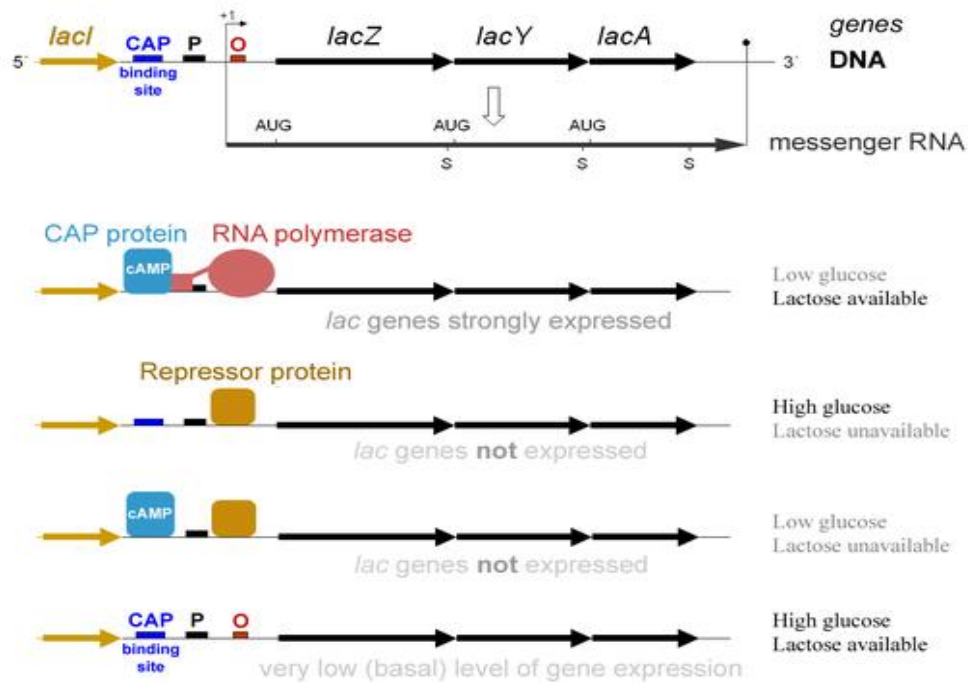 +1
lacI CAP P O lacZ lacY lacA genes
5´ 3´ DNA
binding
site
AUG AUG AUG
messenger RNA
S S S
CAP protein RNA polymerase
cAMP
Low glucose
Lactose available
lac genes strongly expressed
Repressor protein
High glucose
Lactose unavailable
lac genes not expressed
cAMP
Low glucose
Lactose unavailable
lac genes not expressed
CAP P O
High glucose
Lactose available
binding
site
very low (basal) level of gene expression